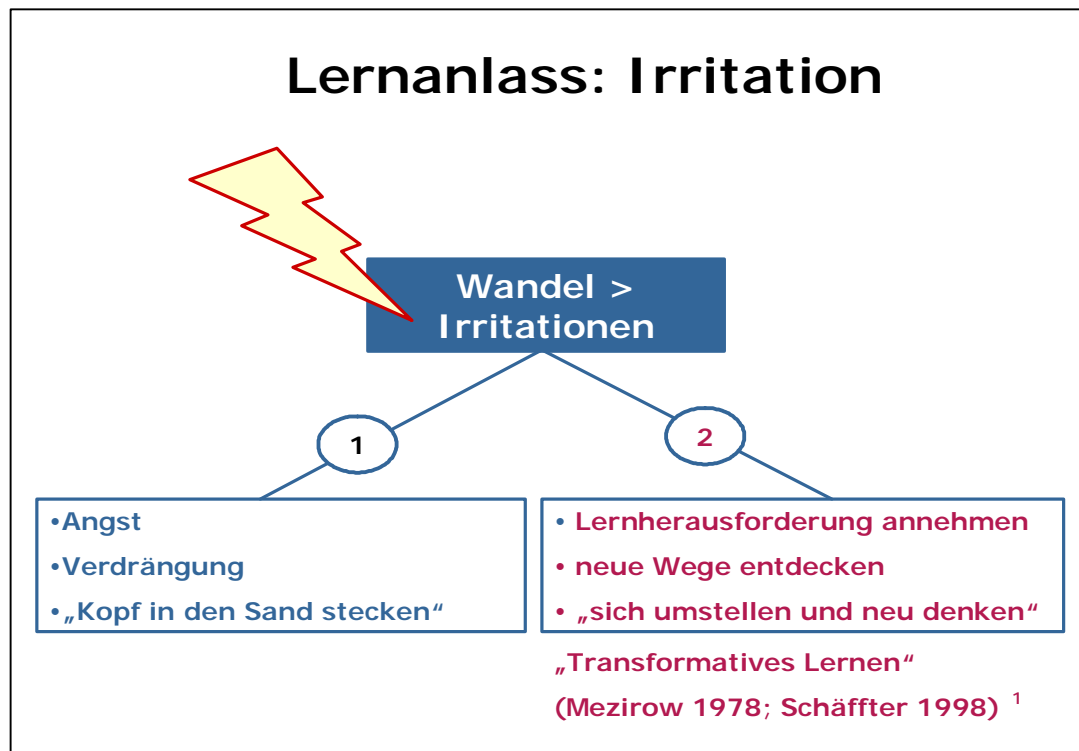 Lernanlass: Irritation
Wandel >
Irritationen
1
2
•Angst
•Verdrängung
•„Kopf in den Sand stecken“
• Lernherausforderung annehmen
• neue Wege entdecken
• „sich umstellen und neu denken“
„Transformatives Lernen“
(Mezirow 1978; Schäffter 1998) 1